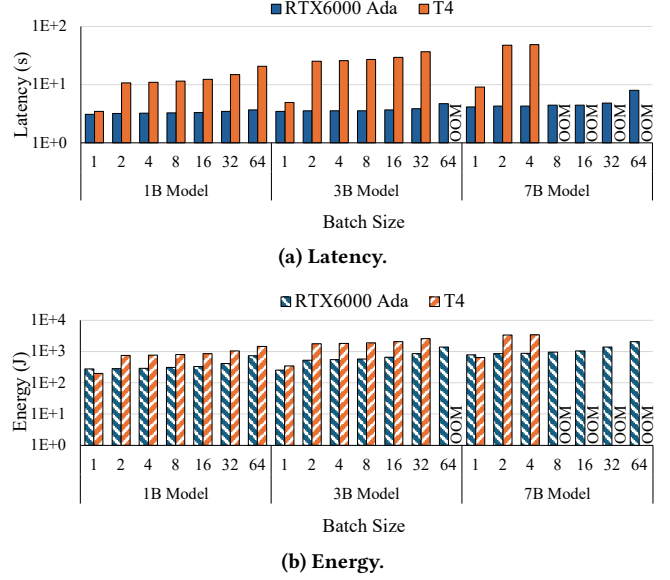 RTX6000 Ada T4
Latency (s)
1E+2
1E+1
1E+0
OOM OOM OOM OOM OOM
1 2 4 8 16 32 64 1 2 4 8 16 32 64 1 2 4 8 16 32 64
1B Model 3B Model 7B Model
Batch Size
(a) Latency.
RTX6000 Ada T4
Energy (J)
1E+4
1E+3
1E+2
1E+1
1E+0
OOM OOM OOM OOM OOM
1 2 4 8 16 32 64 1 2 4 8 16 32 64 1 2 4 8 16 32 64
1B Model 3B Model 7B Model
Batch Size
(b) Energy.